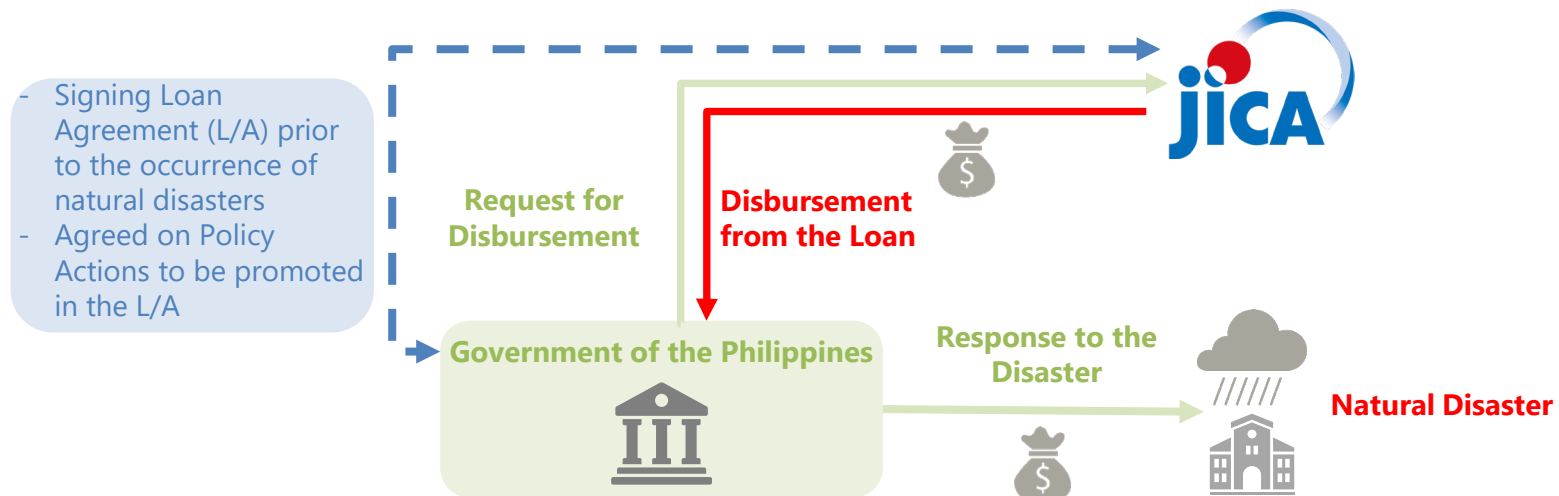 - Signing Loan
Agreement (L/A) prior
to the occurrence of
natural disasters
- Agreed on Policy
Actions to be promoted
in the L/A
jICA
$
Request for
Disbursement
Disbursement
from the Loan
Government of the Philippines
Response to the
Disaster
$
Natural Disaster